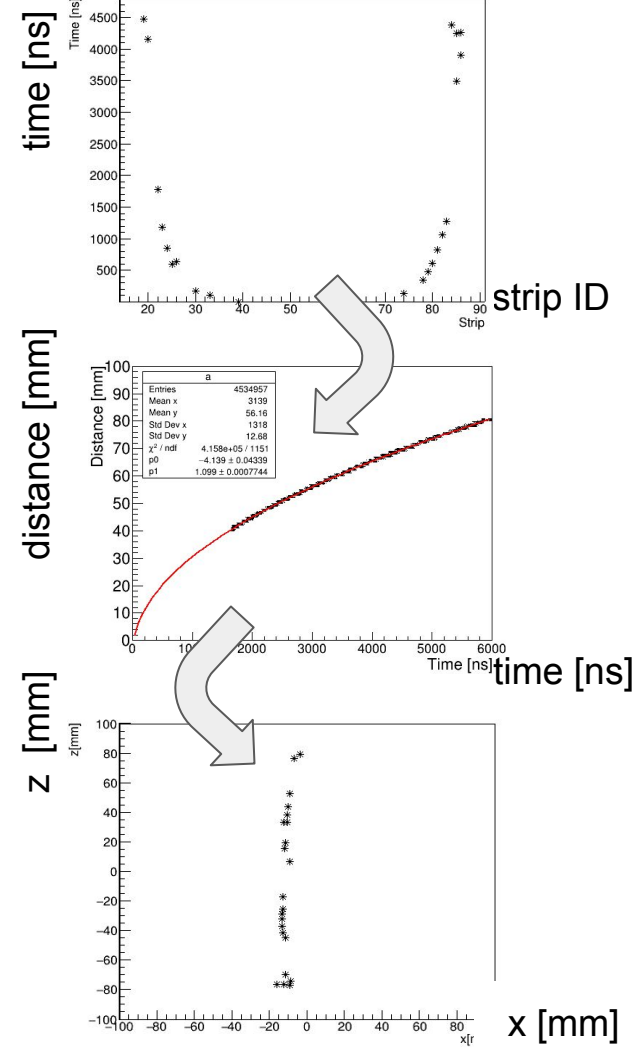 time [ns]
Time [ns]
4500
4000
3500
3000
2500
2000
1500
1000
500
20 30 40 50 70 80 90
Strip
strip ID
distance [mm]
Distance [mm]
100
90
80
70
60
50
40
30
20
10
0
a
Entries 4534957
Mean x 3139
Mean y 56.16
Std Dev x 1318
Std Dev y 12.68
χ² / ndf 4.158e+05 / 1151
p0 −4.139 ± 0.04339
p1 1.099 ± 0.0007744
0 2000 3000 4000 5000 6000
Time [ns]
time [ns]
z [mm]
z[mm]
100
80
60
40
20
0
−20
−40
−60
−80
−100
−100 −80 −60 −40 −20 0 20 40 60 80
x[r
x [mm]